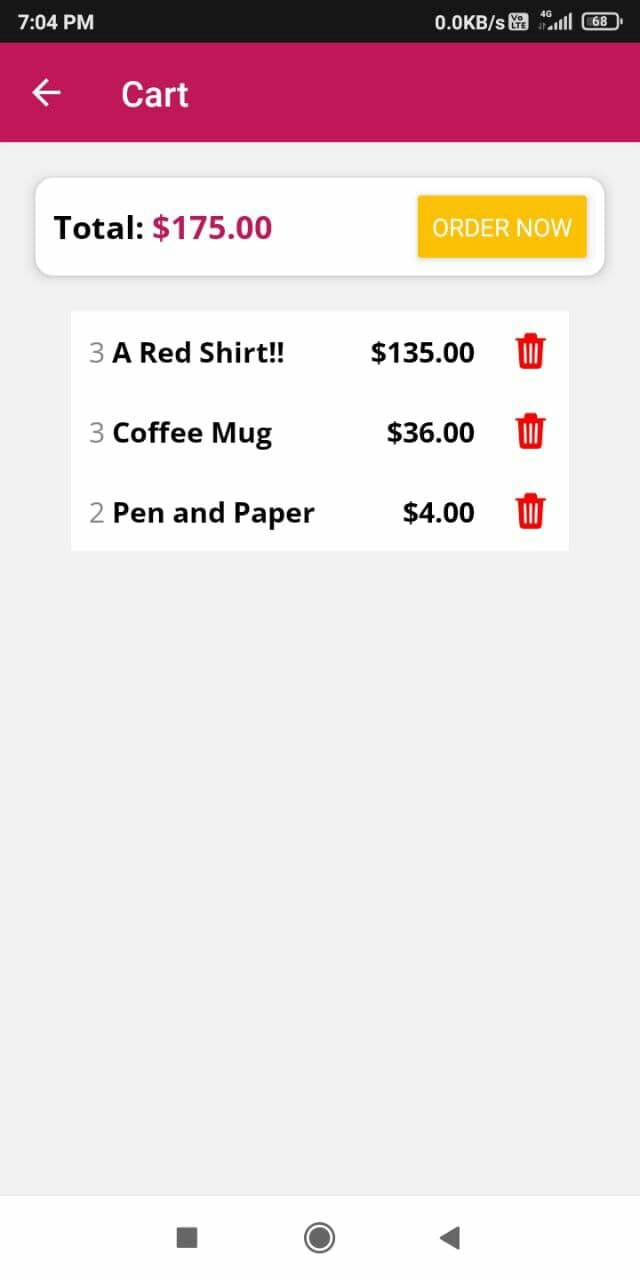 7:04 PM 0.0KB/s Vo LTE 4G 68
Cart
Total: $175.00 ORDER NOW
3 A Red Shirt!! $135.00
3 Coffee Mug $36.00
2 Pen and Paper $4.00